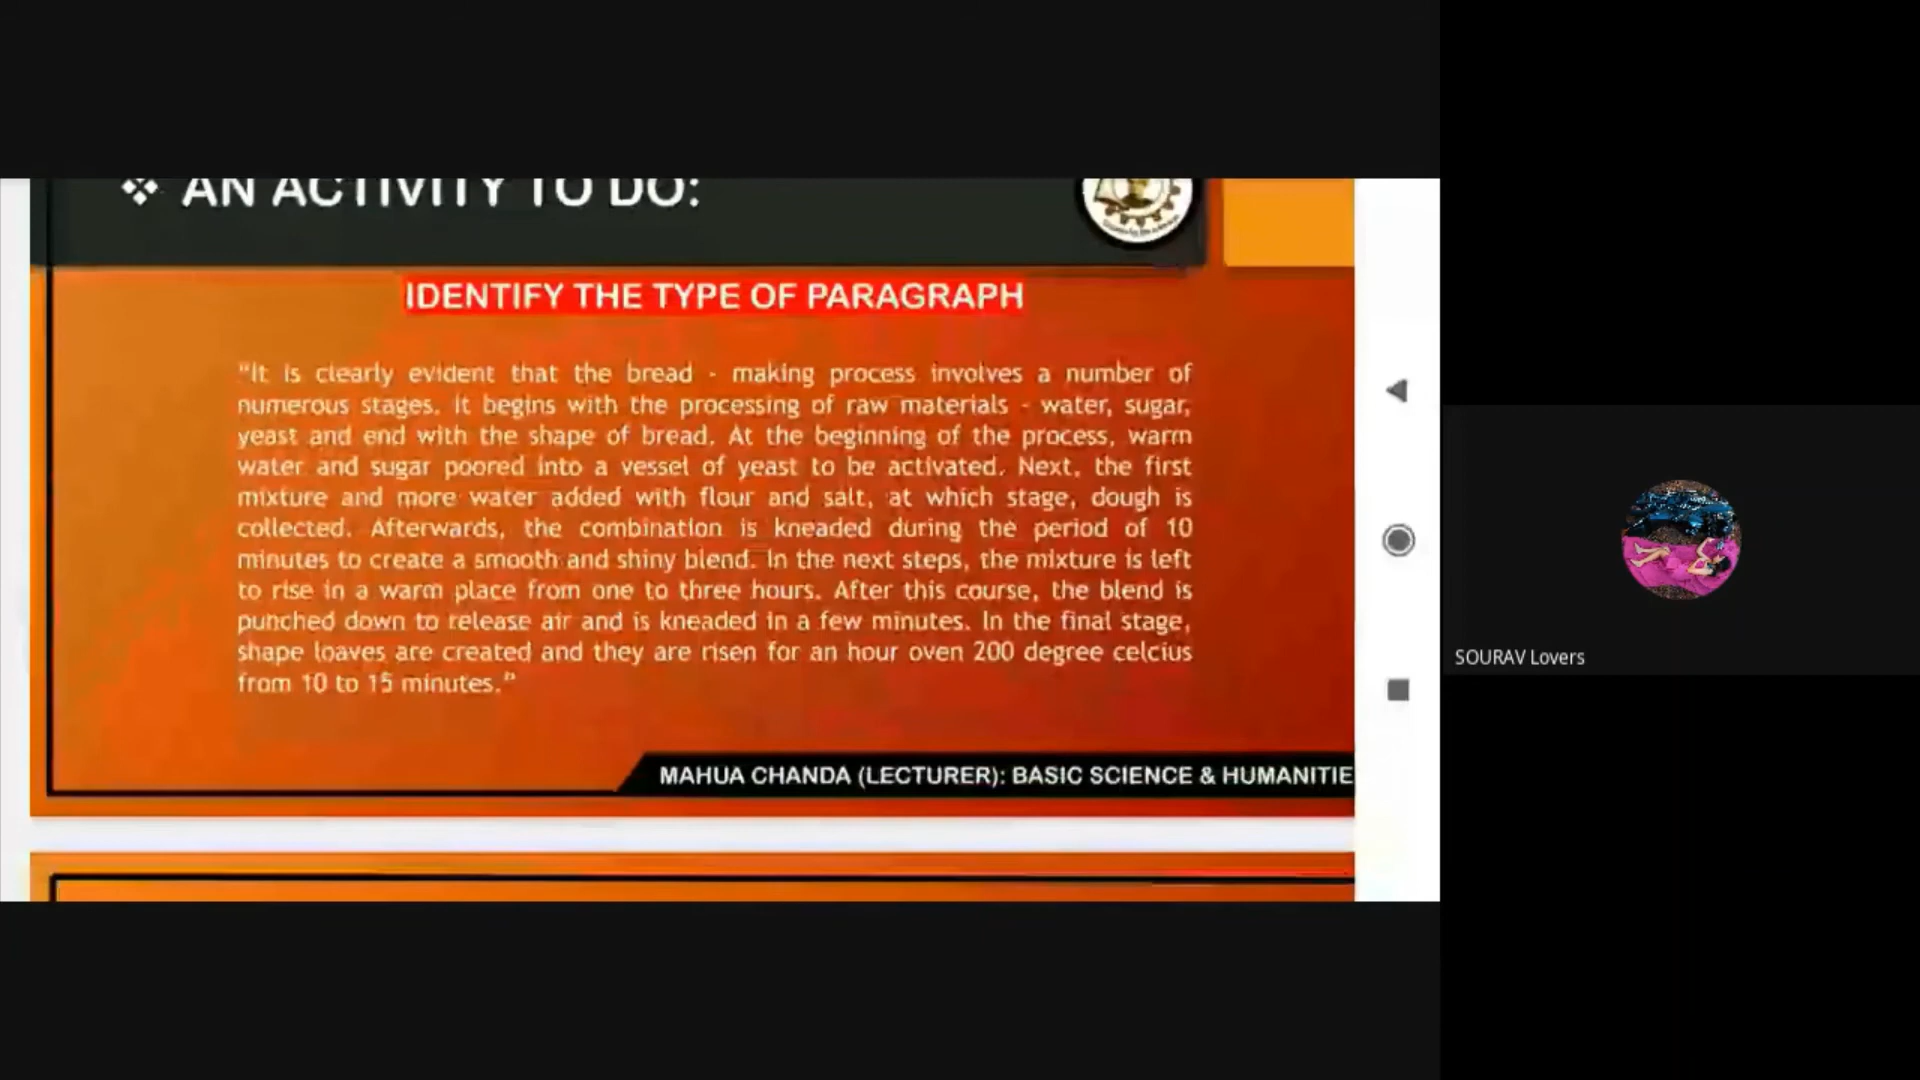 ❖ AN ACTIVITY TO DO:
IDENTIFY THE TYPE OF PARAGRAPH
"It is clearly evident that the bread - making process involves a number of
numerous stages. It begins with the processing of raw materials - water, sugar,
yeast and end with the shape of bread. At the beginning of the process, warm
water and sugar poored into a vessel of yeast to be activated. Next, the first
mixture and more water added with flour and salt, at which stage, dough is
collected. Afterwards, the combination is kneaded during the period of 10
minutes to create a smooth and shiny blend. In the next steps, the mixture is left
to rise in a warm place from one to three hours. After this course, the blend is
punched down to release air and is kneaded in a few minutes. In the final stage,
shape loaves are created and they are risen for an hour oven 200 degree celcius
from 10 to 15 minutes."
MAHUA CHANDA (LECTURER): BASIC SCIENCE & HUMANITIE
SOURAV Lovers